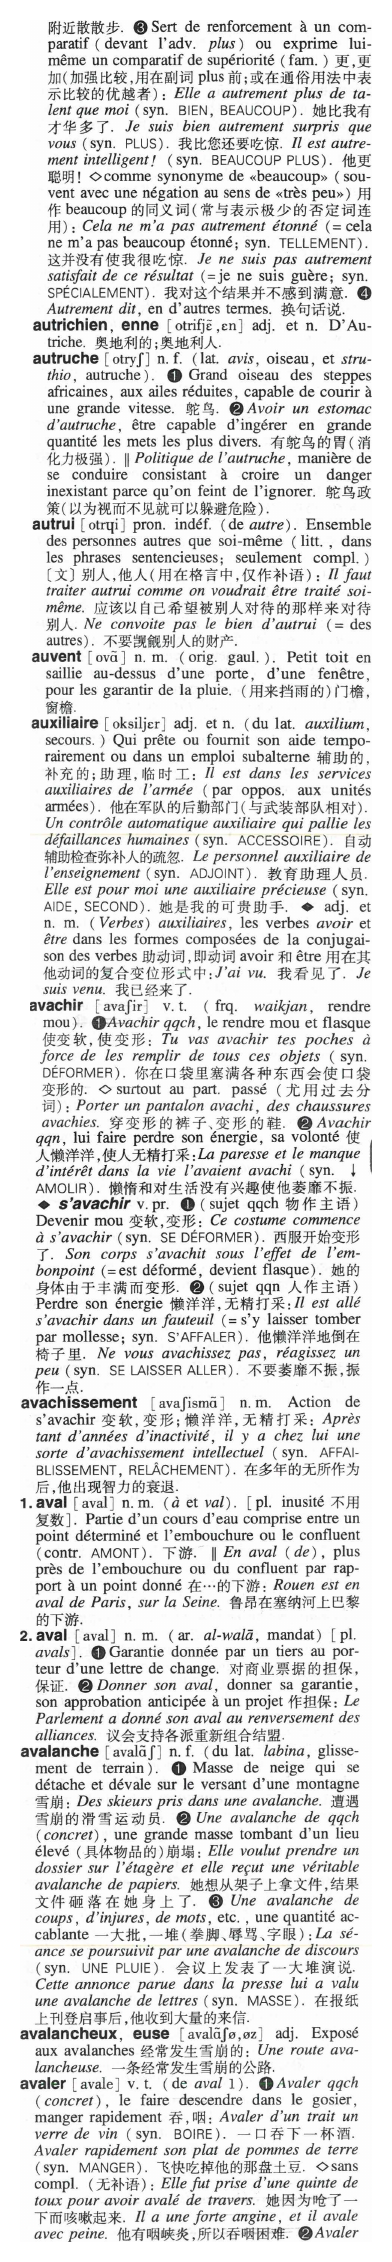 附近散散步. ❸ Sert de renforcement à un com-
paratif (devant l'adv. plus) ou exprime lui-
même un comparatif de supériorité (fam.) 更,更
加(加强比较,用在副词 plus 前;或在通俗用法中表
示比较的优越者): Elle a autrement plus de ta-
lent que moi (syn. BIEN, BEAUCOUP). 她比我有
才华多了. Je suis bien autrement surpris que
vous (syn. PLUS). 我比您还要吃惊. Il est autre-
ment intelligent! (syn. BEAUCOUP PLUS). 他更
聪明! ◇comme synonyme de «beaucoup» (sou-
vent avec une négation au sens de «très peu») 用
作 beaucoup 的同义词(常与表示极少的否定词连
用): Cela ne m'a pas autrement étonné (= cela
ne m'a pas beaucoup étonné; syn. TELLEMENT).
这并没有使我很吃惊. Je ne suis pas autrement
satisfait de ce résultat (=je ne suis guère; syn.
SPÉCIALEMENT). 我对这个结果并不感到满意. ❹
Autrement dit, en d'autres termes. 换句话说.
autrichien, enne [otriʃjɛ̃,ɛn] adj. et n. D'Au-
triche. 奥地利的;奥地利人.
autruche [otryʃ] n. f. (lat. avis, oiseau, et stru-
thio, autruche). ❶ Grand oiseau des steppes
africaines, aux ailes réduites, capable de courir à
une grande vitesse. 鸵鸟. ❷ Avoir un estomac
d'autruche, être capable d'ingérer en grande
quantité les mets les plus divers. 有鸵鸟的胃(消
化力极强). ‖ Politique de l'autruche, manière de
se conduire consistant à croire un danger
inexistant parce qu'on feint de l'ignorer. 鸵鸟政
策(以为视而不见就可以躲避危险).
autrui [otrɥi] pron. indéf. (de autre). Ensemble
des personnes autres que soi-même (litt., dans
les phrases sentencieuses; seulement compl.)
[文] 别人,他人(用在格言中,仅作补语): Il faut
traiter autrui comme on voudrait être traité soi-
même. 应该以自己希望被别人对待的那样来对待
别人. Ne convoite pas le bien d'autrui (= des
autres). 不要觊觎别人的财产.
auvent [ovɑ̃] n. m. (orig. gaul.). Petit toit en
saillie au-dessus d'une porte, d'une fenêtre,
pour les garantir de la pluie. (用来挡雨的)门檐,
窗檐.
auxiliaire [oksiljɛr] adj. et n. (du lat. auxilium,
secours.) Qui prête ou fournit son aide tempo-
rairement ou dans un emploi subalterne 辅助的,
补充的;助理,临时工: Il est dans les services
auxiliaires de l'armée (par oppos. aux unités
armées). 他在军队的后勤部门(与武装部队相对).
Un contrôle automatique auxiliaire qui pallie les
défaillances humaines (syn. ACCESSOIRE). 自动
辅助检查弥补人的疏忽. Le personnel auxiliaire de
l'enseignement (syn. ADJOINT). 教育助理人员.
Elle est pour moi une auxiliaire précieuse (syn.
AIDE, SECOND). 她是我的可贵助手. ◆ adj. et
n. m. (Verbes) auxiliaires, les verbes avoir et
être dans les formes composées de la conjugai-
son des verbes 助动词,即动词 avoir 和 être 用在其
他动词的复合变位形式中: J'ai vu. 我看见了. Je
suis venu. 我已经来了.
avachir [avaʃir] v. t. (frq. waikjan, rendre
mou). ❶Avachir qqch, le rendre mou et flasque
使变软,使变形: Tu vas avachir tes poches à
force de les remplir de tous ces objets (syn.
DÉFORMER). 你在口袋里塞满各种东西会使口袋
变形的. ◇ surtout au part. passé (尤用过去分
词): Porter un pantalon avachi, des chaussures
avachies. 穿变形的裤子、变形的鞋. ❷ Avachir
qqn, lui faire perdre son énergie, sa volonté 使
人懒洋洋,使人无精打采: La paresse et le manque
d'intérêt dans la vie l'avaient avachi (syn. ↓
AMOLIR). 懒惰和对生活没有兴趣使他萎靡不振.
◆ s'avachir v. pr. ❶ (sujet qqch 物作主语)
Devenir mou 变软,变形: Ce costume commence
à s'avachir (syn. SE DÉFORMER). 西服开始变形
了. Son corps s'avachit sous l'effet de l'em-
bonpoint (=est déformé, devient flasque). 她的
身体由于丰满而变形. ❷ (sujet qqn 人作主语)
Perdre son énergie 懒洋洋,无精打采: Il est allé
s'avachir dans un fauteuil (= s'y laisser tomber
par mollesse; syn. S'AFFALER). 他懒洋洋地倒在
椅子里. Ne vous avachissez pas, réagissez un
peu (syn. SE LAISSER ALLER). 不要萎靡不振,振
作一点.
avachissement [avaʃismɑ̃] n. m. Action de
s'avachir 变软,变形;懒洋洋,无精打采: Après
tant d'années d'inactivité, il y a chez lui une
sorte d'avachissement intellectuel (syn. AFFAI-
BLISSEMENT, RELÂCHEMENT). 在多年的无所作为
后,他出现智力的衰退.
1. aval [aval] n. m. (à et val). [pl. inusité 不用
复数]. Partie d'un cours d'eau comprise entre un
point déterminé et l'embouchure ou le confluent
(contr. AMONT). 下游. ‖ En aval (de), plus
près de l'embouchure ou du confluent par rap-
port à un point donné 在…的下游: Rouen est en
aval de Paris, sur la Seine. 鲁昂在塞纳河上巴黎
的下游.
2. aval [aval] n. m. (ar. al-walā, mandat) [pl.
avals]. ❶ Garantie donnée par un tiers au por-
teur d'une lettre de change. 对商业票据的担保,
保证. ❷ Donner son aval, donner sa garantie,
son approbation anticipée à un projet 作担保: Le
Parlement a donné son aval au renversement des
alliances. 议会支持各派重新组合结盟.
avalanche [avalɑ̃ʃ] n. f. (du lat. labina, glisse-
ment de terrain). ❶ Masse de neige qui se
détache et dévale sur le versant d'une montagne
雪崩: Des skieurs pris dans une avalanche. 遭遇
雪崩的滑雪运动员. ❷ Une avalanche de qqch
(concret), une grande masse tombant d'un lieu
élevé (具体物品的)崩塌: Elle voulut prendre un
dossier sur l'étagère et elle reçut une véritable
avalanche de papiers. 她想从架子上拿文件,结果
文件砸落在她身上了. ❸ Une avalanche de
coups, d'injures, de mots, etc., une quantité ac-
cablante 一大批,一堆(拳脚、辱骂、字眼): La sé-
ance se poursuivit par une avalanche de discours
(syn. UNE PLUIE). 会议上发表了一大堆演说.
Cette annonce parue dans la presse lui a valu
une avalanche de lettres (syn. MASSE). 在报纸
上刊登启事后,他收到大量的来信.
avalancheux, euse [avalɑ̃ʃø,øz] adj. Exposé
aux avalanches 经常发生雪崩的: Une route ava-
lancheuse. 一条经常发生雪崩的公路.
avaler [avale] v. t. (de aval 1). ❶Avaler qqch
(concret), le faire descendre dans le gosier,
manger rapidement 吞,咽: Avaler d'un trait un
verre de vin (syn. BOIRE). 一口吞下一杯酒.
Avaler rapidement son plat de pommes de terre
(syn. MANGER). 飞快吃掉他的那盘土豆. ◇sans
compl. (无补语): Elle fut prise d'une quinte de
toux pour avoir avalé de travers. 她因为呛了一
下而咳嗽起来. Il a une forte angine, et il avale
avec peine. 他有咽峡炎,所以吞咽困难. ❷Avaler